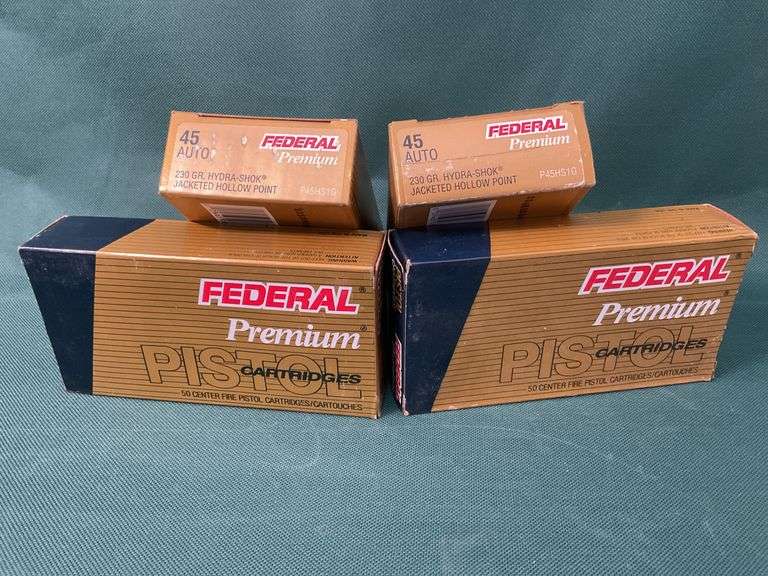 45
AUTO
FEDERAL®
Premium
230 GR. HYDRA-SHOK®
JACKETED HOLLOW POINT
P45HS1G
45
AUTO
FEDERAL
Premium
230 GR. HYDRA-SHOK®
JACKETED HOLLOW POINT
P45HS1G
FEDERAL®
Premium®
PISTOL
CARTRIDGES
50 CENTER FIRE PISTOL CARTRIDGES/CARTOUCHES
FEDERAL®
Premium®
PISTOL
CARTRIDGES
50 CENTER FIRE PISTOL CARTRIDGES/CARTOUCHES